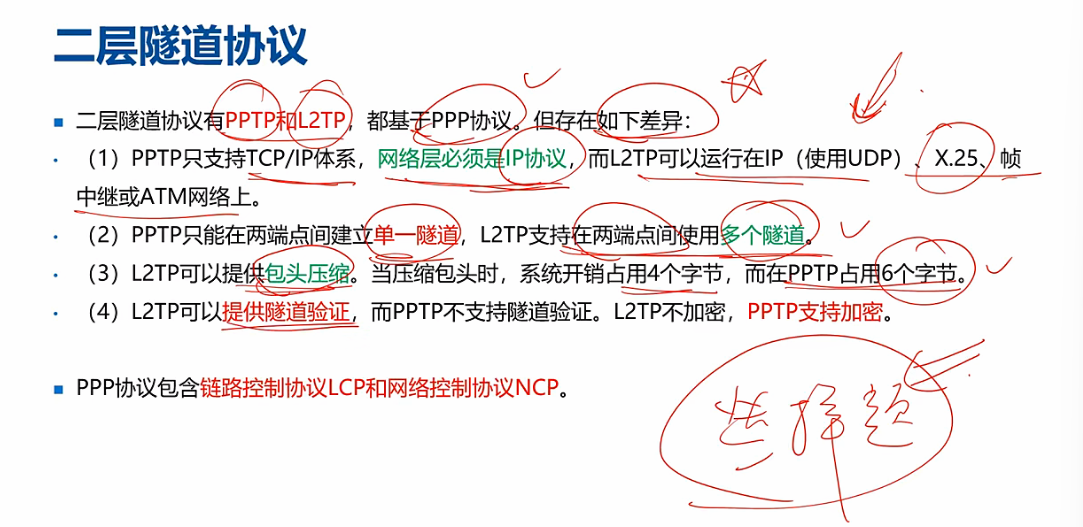 二层隧道协议
二层隧道协议有PPTP和L2TP，都基于PPP协议。但存在如下差异：
（1）PPTP只支持TCP/IP体系，网络层必须是IP协议，而L2TP可以运行在IP（使用UDP）、X.25、帧
中继或ATM网络上。
（2）PPTP只能在两端点间建立单一隧道，L2TP支持在两端点间使用多个隧道。
（3）L2TP可以提供包头压缩。当压缩包头时，系统开销占用4个字节，而在PPTP占用6个字节。
（4）L2TP可以提供隧道验证，而PPTP不支持隧道验证。L2TP不加密，PPTP支持加密。
PPP协议包含链路控制协议LCP和网络控制协议NCP。
选择题